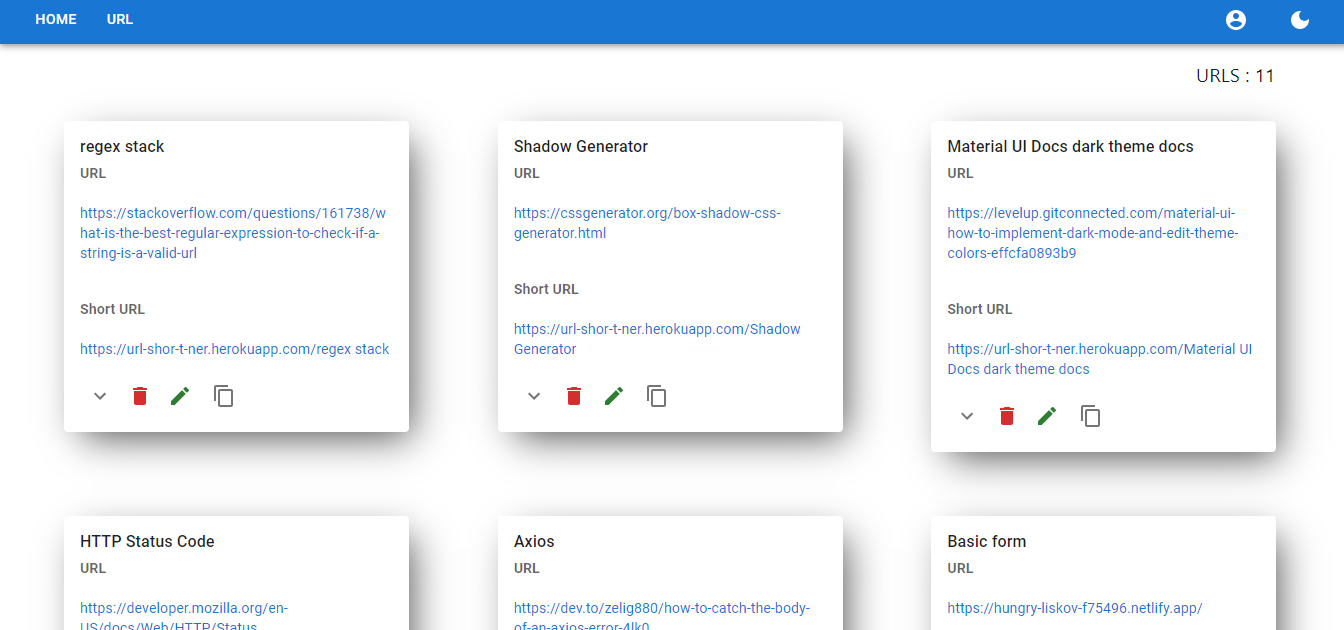 HOME URL
URLS : 11
regex stack
URL
https://stackoverflow.com/questions/161738/w
hat-is-the-best-regular-expression-to-check-if-a-
string-is-a-valid-url
Short URL
https://url-shor-t-ner.herokuapp.com/regex stack
Shadow Generator
URL
https://cssgenerator.org/box-shadow-css-
generator.html
Short URL
https://url-shor-t-ner.herokuapp.com/Shadow
Generator
Material UI Docs dark theme docs
URL
https://levelup.gitconnected.com/material-ui-
how-to-implement-dark-mode-and-edit-theme-
colors-effcfa0893b9
Short URL
https://url-shor-t-ner.herokuapp.com/Material UI
Docs dark theme docs
HTTP Status Code
URL
https://developer.mozilla.org/en-
US/docs/Web/HTTP/Status
Axios
URL
https://dev.to/zelig880/how-to-catch-the-body-
of-an-axios-error-4lk0
Basic form
URL
https://hungry-liskov-f75496.netlify.app/